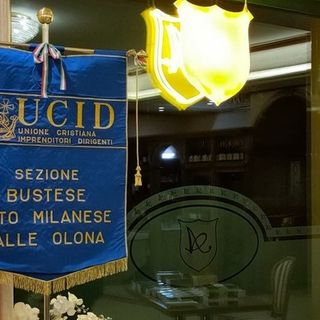 UCID
UNIONE CRISTIANA
IMPRENDITORI DIRIGENTI
SEZIONE
BUSTESE
TO MILANESE
ALLE OLONA